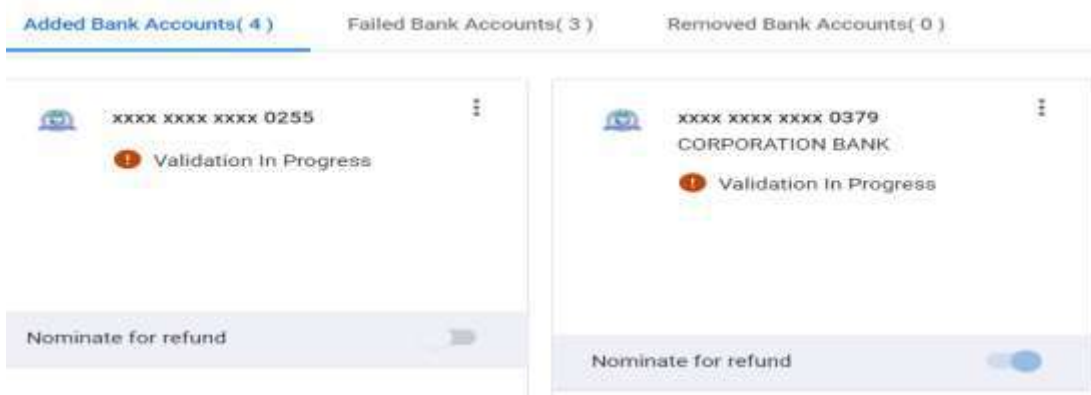 Added Bank Accounts( 4 )
Failed Bank Accounts( 3 )
Removed Bank Accounts( 0 )
xxxx xxxx xxxx 0255
Validation In Progress
Nominate for refund
xxxx xxxx xxxx 0379
CORPORATION BANK
Validation In Progress
Nominate for refund